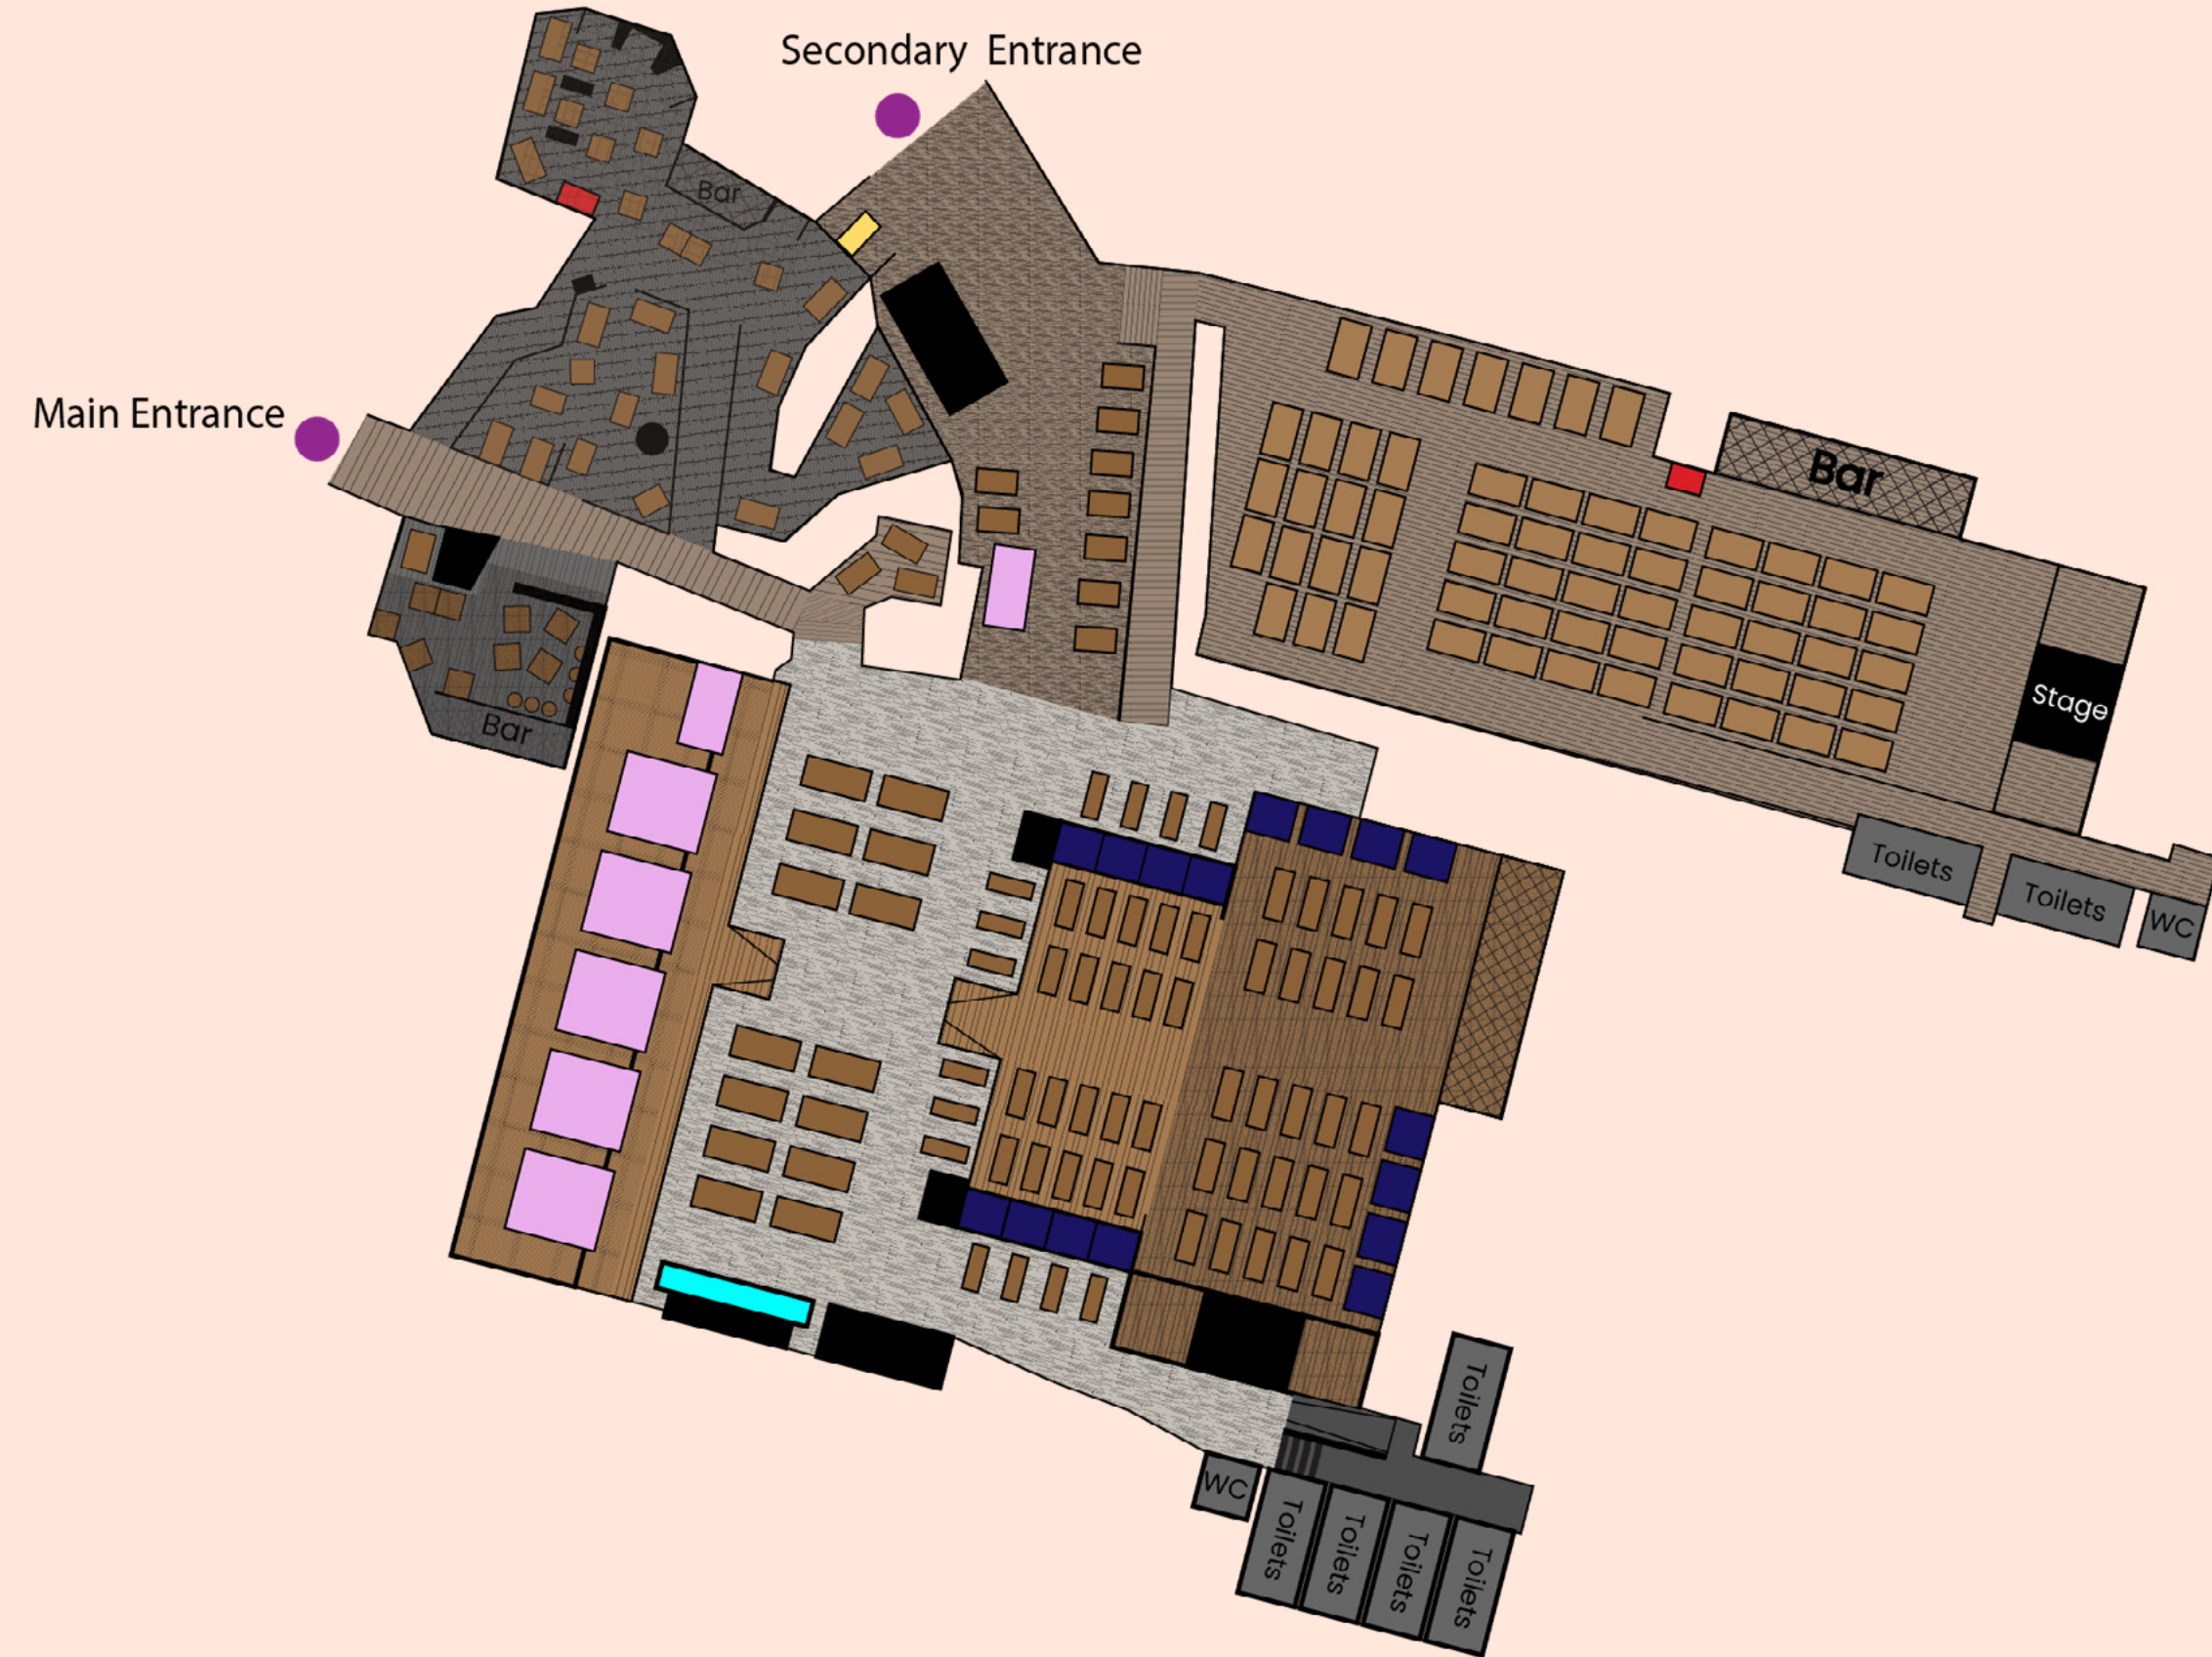 Secondary Entrance
Bar
Main Entrance
Bar
Stage
Bar
Toilets
Toilets
WC
Toilets
WC
Toilets
Toilets
Toilets
Toilets